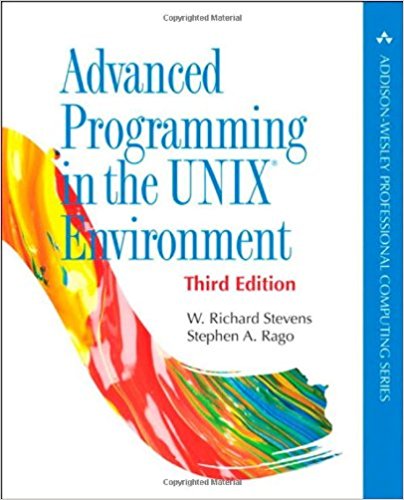 Copyrighted Material
Advanced
Programming
in the UNIX®
Environment
Third Edition
W. Richard Stevens
Stephen A. Rago
ADDISON-WESLEY PROFESSIONAL COMPUTING SERIES
Copyrighted Material